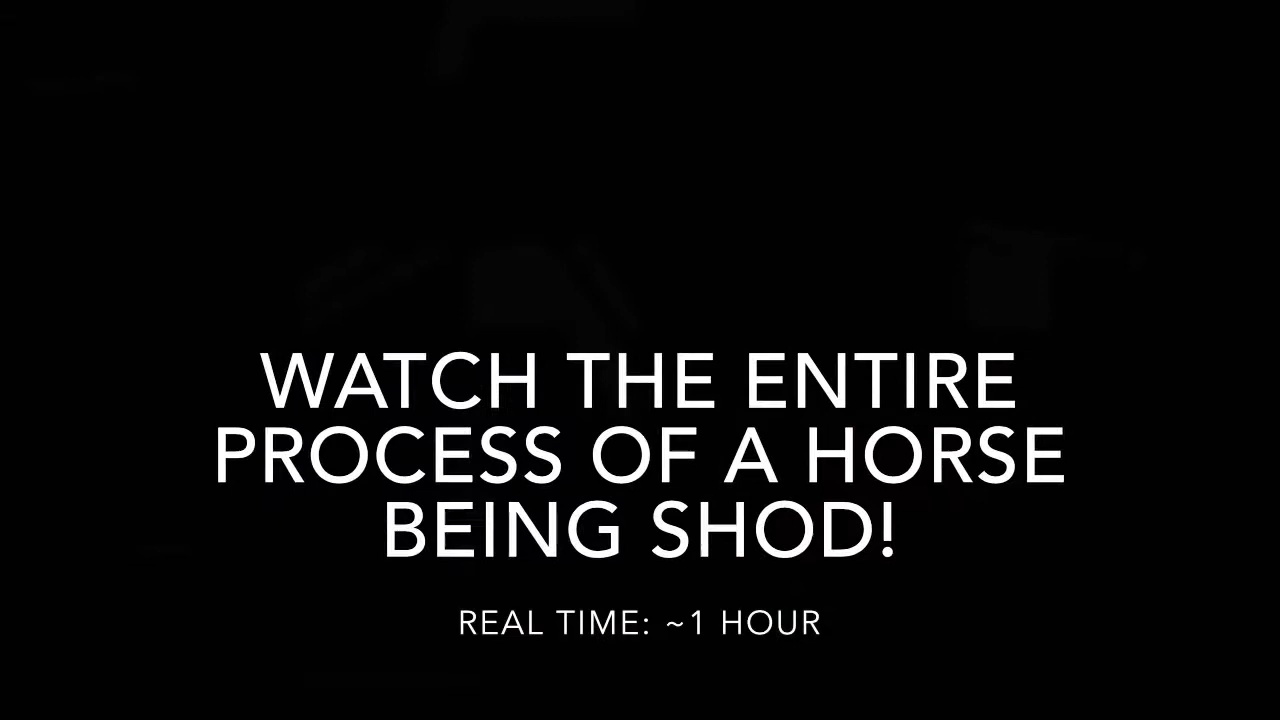 WATCH THE ENTIRE
PROCESS OF A HORSE
BEING SHOD!
REAL TIME: ~1 HOUR